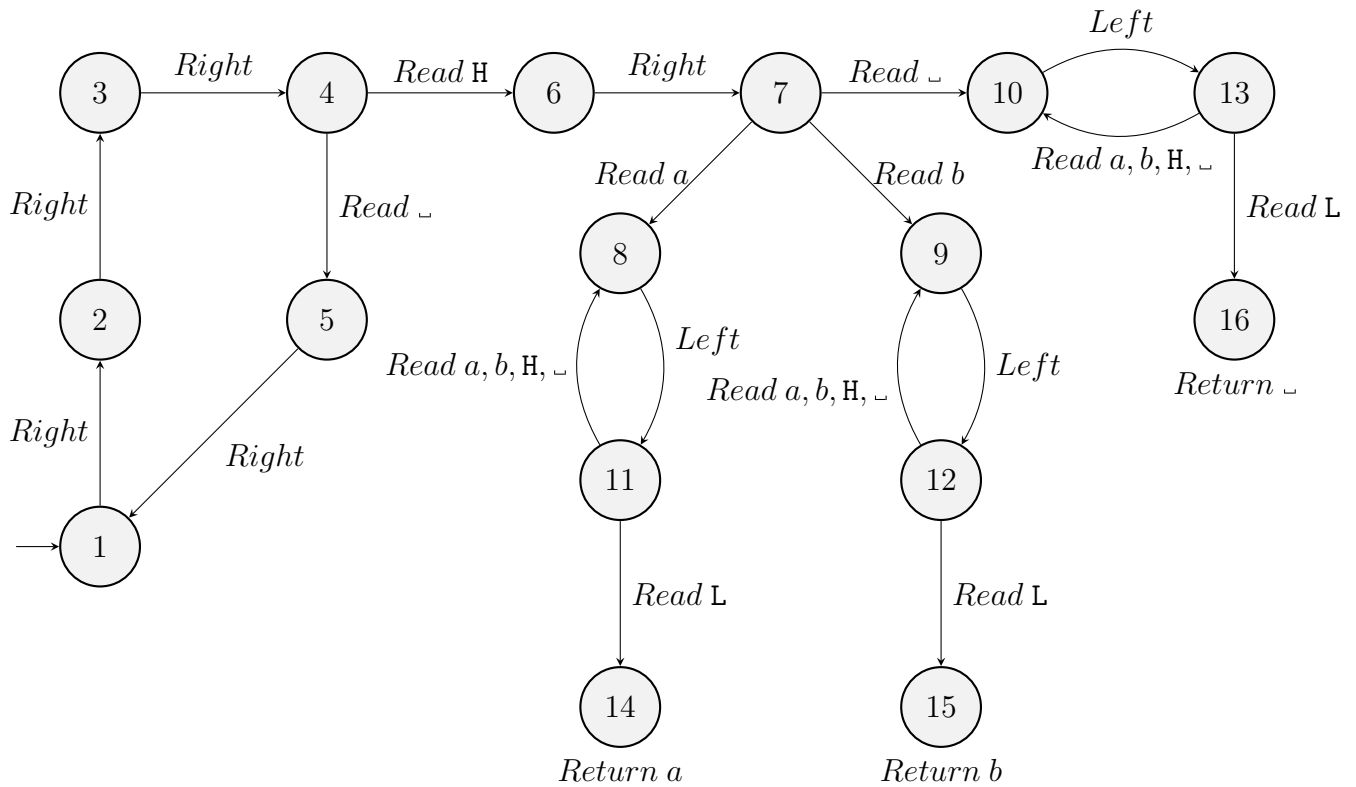 Left
Right
Read H
Right
Read ␣
3
4
6
7
10
13
Read a, b, H, ␣
Read a
Read b
Right
Read ␣
Read L
8
9
2
5
16
Left
Read a, b, H, ␣
Left
Read a, b, H, ␣
Return ␣
Right
Right
11
12
1
Read L
Read L
14
15
Return a
Return b